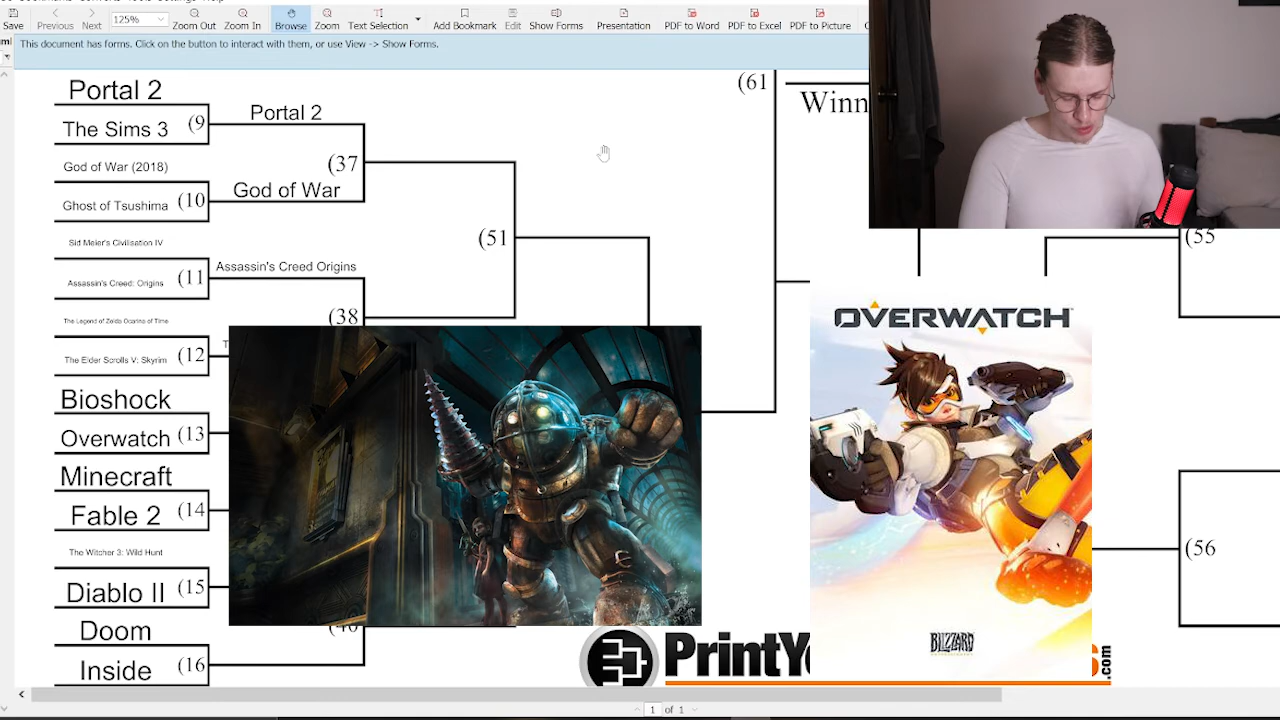 Save
Previous
Next
125%
Zoom Out
Zoom In
Browse
Zoom
Text Selection
Add Bookmark
Edit
Show Forms
Presentation
PDF to Word
PDF to Excel
PDF to Picture
This document has forms. Click on the button to interact with them, or use View -> Show Forms.
Portal 2
The Sims 3
(9
Portal 2
God of War (2018)
Ghost of Tsushima
(10
God of War
(37
Sid Meier's Civilisation IV
Assassin's Creed: Origins
(11
Assassin's Creed Origins
The Legend of Zelda Ocarina of Time
The Elder Scrolls V: Skyrim
(12
(38
(51
Bioshock
Overwatch
(13
Minecraft
Fable 2
(14
The Witcher 3: Wild Hunt
Diablo II
(15
Doom
Inside
(16
(40
(61
Winn
(55
(56
OVERWATCH
BLIZZARD
ENTERTAINMENT
PrintY
S.com
1 of 1